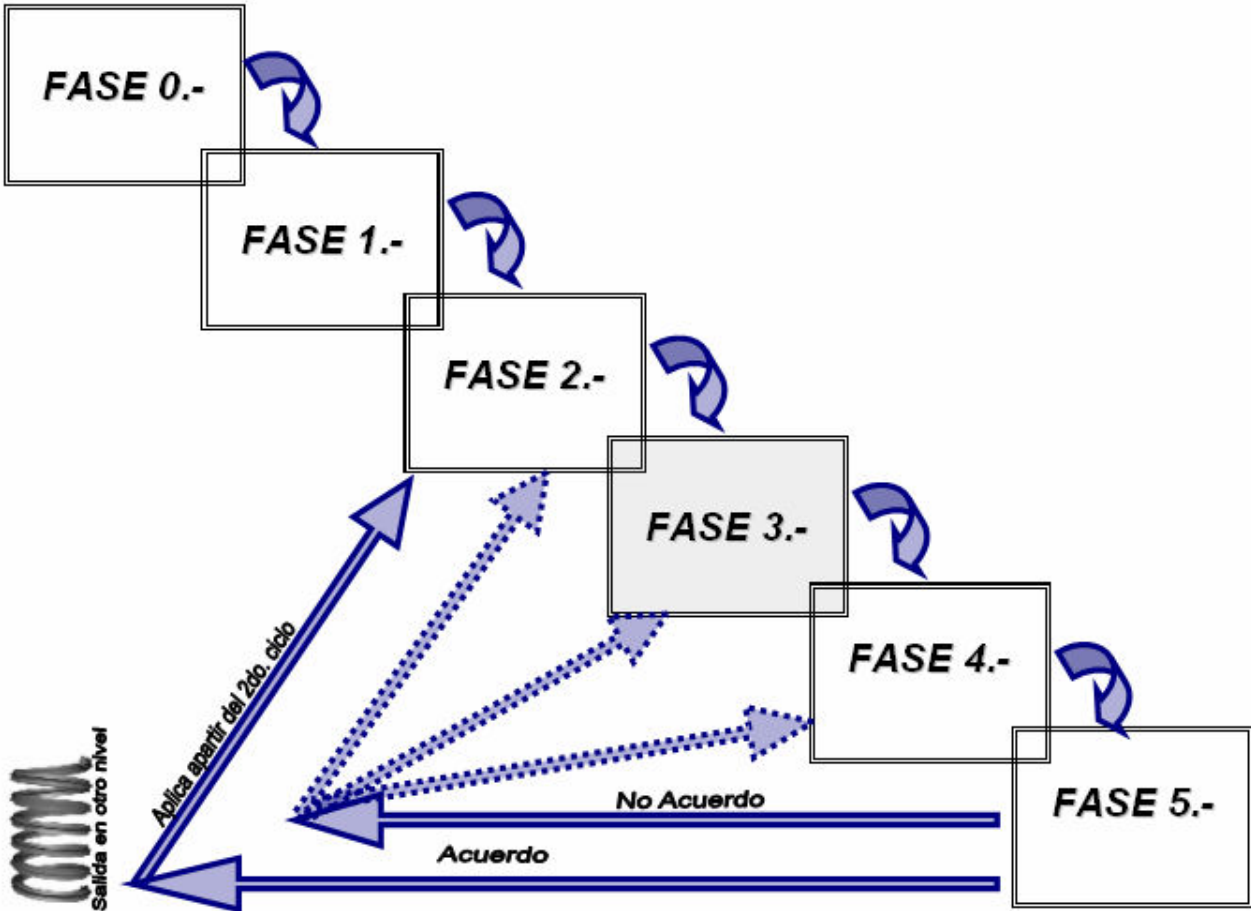 FASE 0.-
FASE 1.-
FASE 2.-
FASE 3.-
FASE 4.-
FASE 5.-
Aplica apartir del 2do. ciclo
No Acuerdo
Acuerdo
Salida en otro nivel